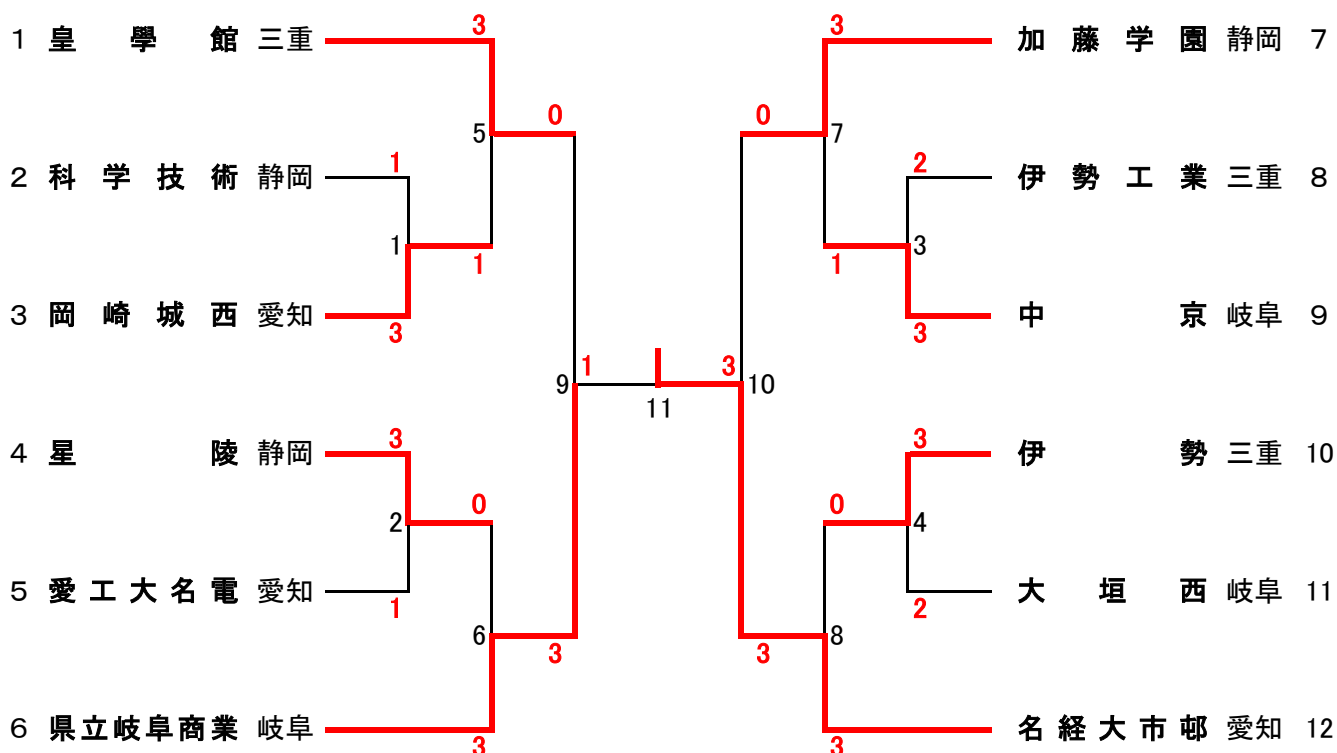 3 3
1 皇學館 三重 加藤学園 静岡 7
0 0
5 7
1 2
2 科学技術 静岡 伊勢工業 三重 8
1 3
1 1
3 岡崎城西 愛知 中京 岐阜 9
3 3
1 3
9 10
11
3 3
4 星陵 静岡 伊勢 三重 10
0 0
2 4
5 愛工大名電 愛知 大垣西 岐阜 11
1 2
6 8
3 3
6 県立岐阜商業 岐阜 名経大市邨 愛知 12
3 3